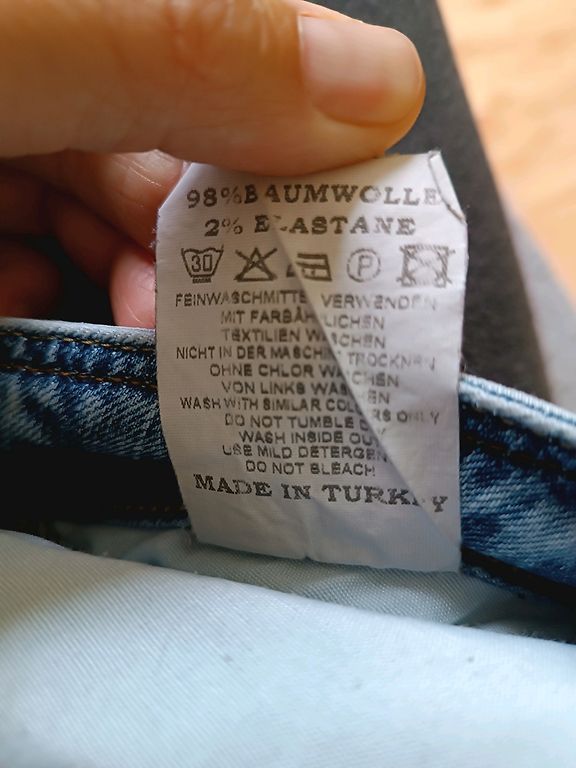 98% BAUMWOLLE
2% ELASTANE
30 P
FEINWASCHMITTEL VERWENDEN
MIT FARBÄHNLICHEN
TEXTILIEN WASCHEN
NICHT IN DER MASCHINE TROCKNEN
OHNE CHLOR WASCHEN
VON LINKS WASCHEN
WASH WITH SIMILAR COLORS ONLY
DO NOT TUMBLE DRY
WASH INSIDE OUT
USE MILD DETERGENT
DO NOT BLEACH
MADE IN TURKEY